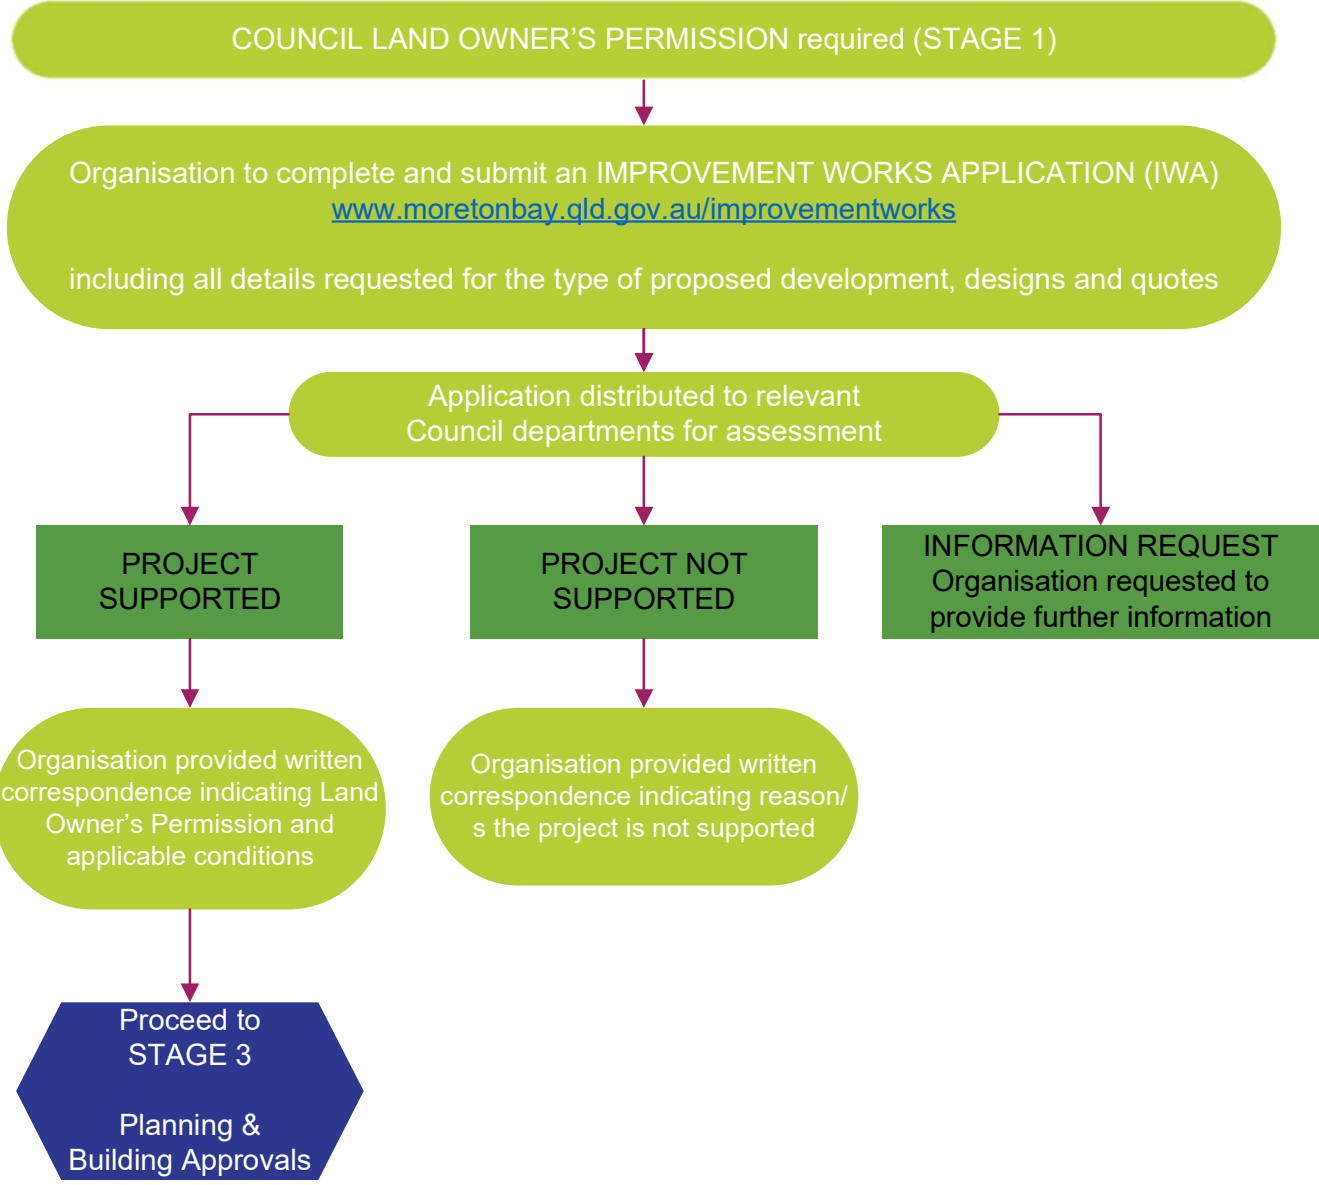 COUNCIL LAND OWNER’S PERMISSION required (STAGE 1)
Organisation to complete and submit an IMPROVEMENT WORKS APPLICATION (IWA)
www.moretonbay.qld.gov.au/improvementworks
including all details requested for the type of proposed development, designs and quotes
Application distributed to relevant
Council departments for assessment
PROJECT
SUPPORTED
PROJECT NOT
SUPPORTED
INFORMATION REQUEST
Organisation requested to
provide further information
Organisation provided written
correspondence indicating Land
Owner’s Permission and
applicable conditions
Organisation provided written
correspondence indicating reason/
s the project is not supported
Proceed to
STAGE 3
Planning &
Building Approvals